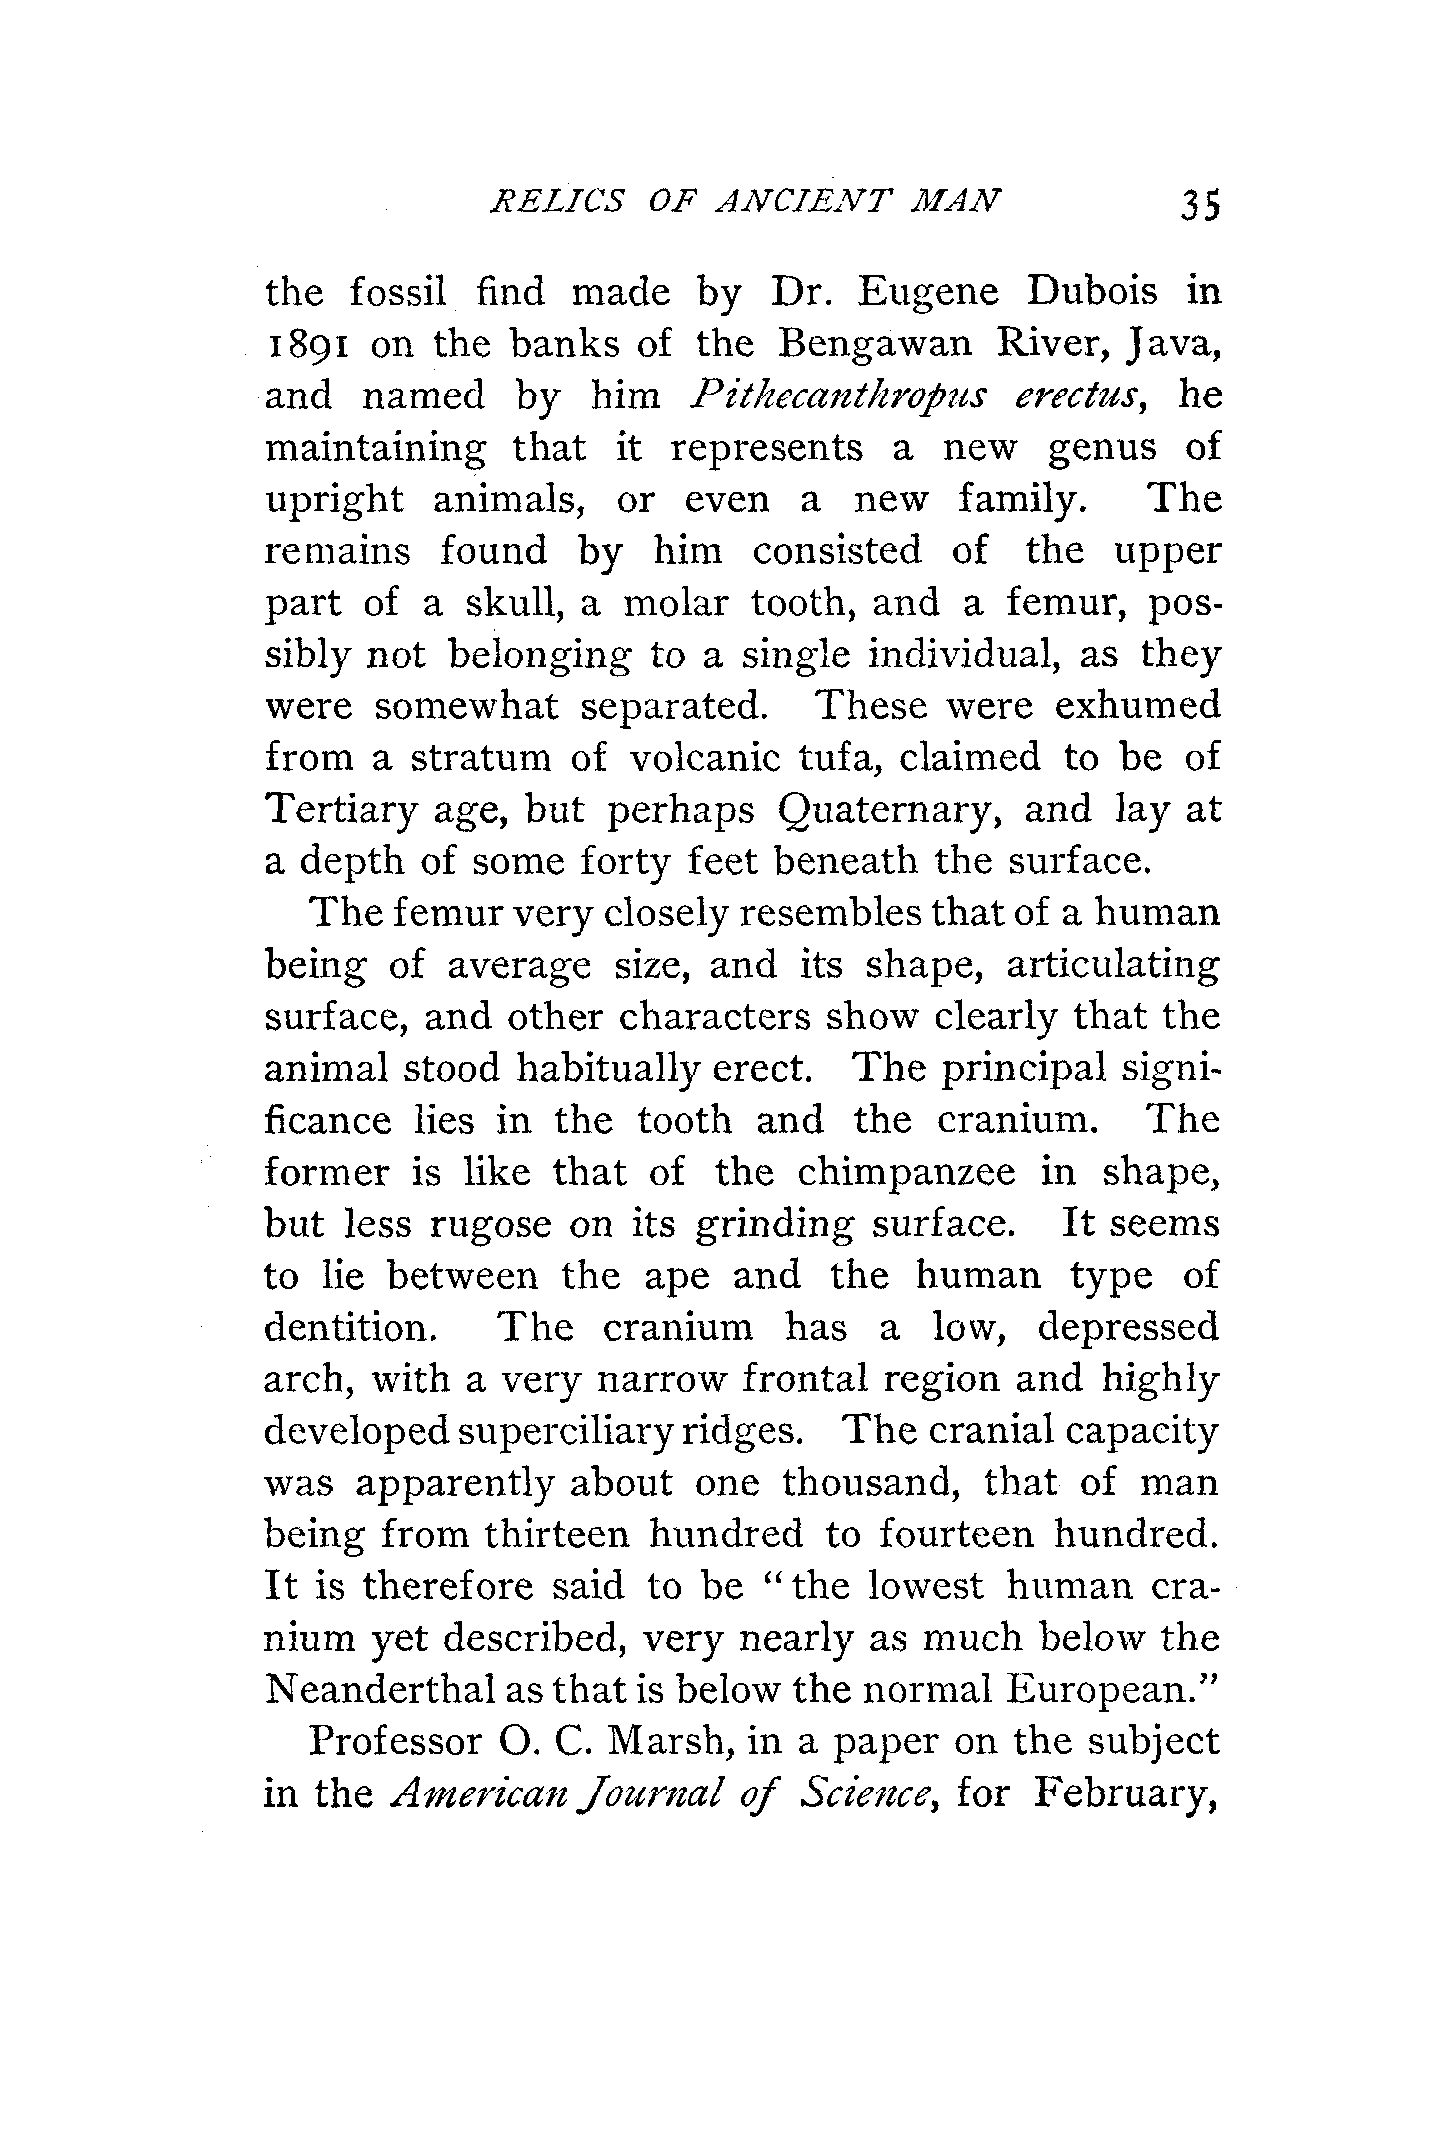 RELICS OF ANCIENT MAN 35
the fossil find made by Dr. Eugene Dubois in
1891 on the banks of the Bengawan River, Java,
and named by him Pithecanthropus erectus, he
maintaining that it represents a new genus of
upright animals, or even a new family. The
remains found by him consisted of the upper
part of a skull, a molar tooth, and a femur, pos-
sibly not belonging to a single individual, as they
were somewhat separated. These were exhumed
from a stratum of volcanic tufa, claimed to be of
Tertiary age, but perhaps Quaternary, and lay at
a depth of some forty feet beneath the surface.
The femur very closely resembles that of a human
being of average size, and its shape, articulating
surface, and other characters show clearly that the
animal stood habitually erect. The principal signi-
ficance lies in the tooth and the cranium. The
former is like that of the chimpanzee in shape,
but less rugose on its grinding surface. It seems
to lie between the ape and the human type of
dentition. The cranium has a low, depressed
arch, with a very narrow frontal region and highly
developed superciliary ridges. The cranial capacity
was apparently about one thousand, that of man
being from thirteen hundred to fourteen hundred.
It is therefore said to be “the lowest human cra-
nium yet described, very nearly as much below the
Neanderthal as that is below the normal European.”
Professor O. C. Marsh, in a paper on the subject
in the American Journal of Science, for February,